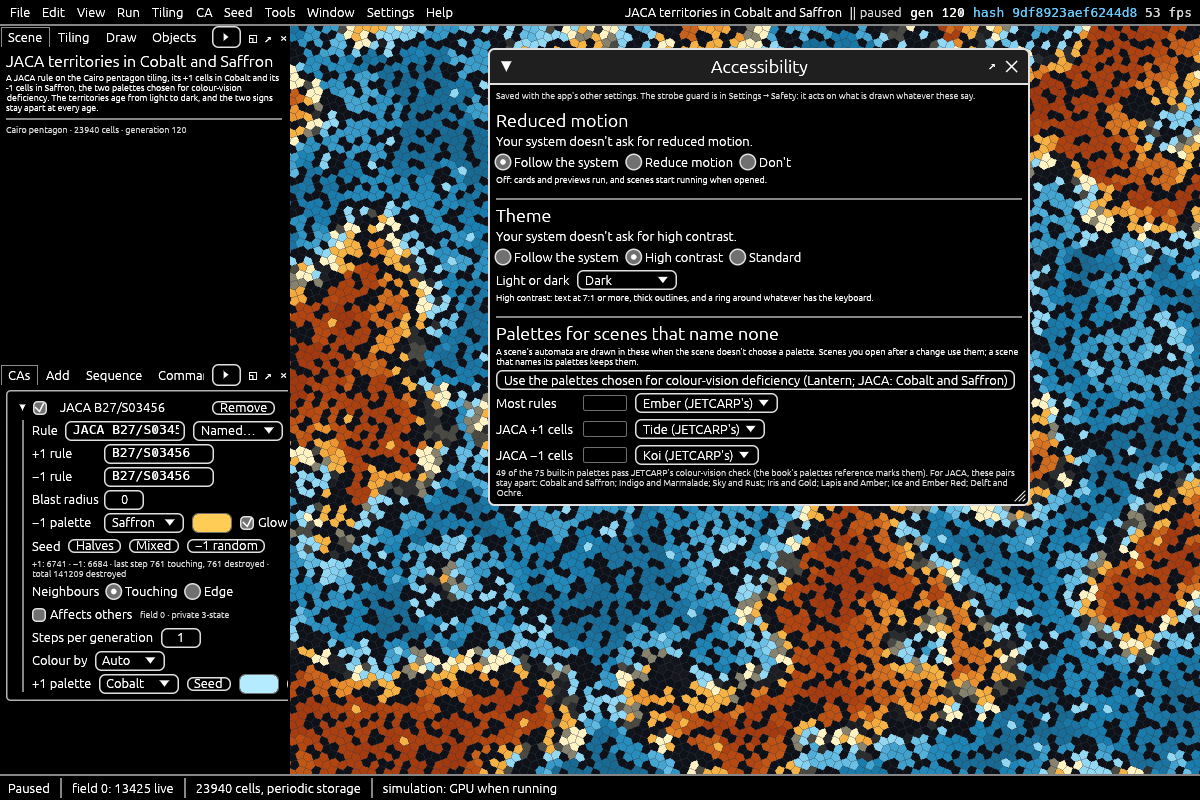 File Edit View Run Tiling CA Seed Tools Window Settings Help JACA territories in Cobalt and Saffron || paused gen 120 hash 9df8923aef6244d8 53 fps
Scene Tiling Draw Objects
JACA territories in Cobalt and Saffron
A JACA rule on the Cairo pentagon tiling, its +1 cells in Cobalt and its
-1 cells in Saffron, the two palettes chosen for colour-vision
deficiency. The territories age from light to dark, and the two signs
stay apart at every age.
Cairo pentagon · 23940 cells · generation 120
CAs Add Sequence Comma
JACA B27/S03456 Remove
Rule JACA B27/S0345 Named...
+1 rule B27/S03456
−1 rule B27/S03456
Blast radius 0
−1 palette Saffron Glow
Seed Halves Mixed −1 random
+1: 6741 · −1: 6684 · last step 761 touching, 761 destroyed ·
total 141209 destroyed
Neighbours Touching Edge
Affects others field 0 · private 3-state
Steps per generation 1
Colour by Auto
+1 palette Cobalt Seed
Accessibility
Saved with the app's other settings. The strobe guard is in Settings → Safety: it acts on what is drawn whatever these say.
Reduced motion
Your system doesn't ask for reduced motion.
Follow the system Reduce motion Don't
Off: cards and previews run, and scenes start running when opened.
Theme
Your system doesn't ask for high contrast.
Follow the system High contrast Standard
Light or dark Dark
High contrast: text at 7:1 or more, thick outlines, and a ring around whatever has the keyboard.
Palettes for scenes that name none
A scene's automata are drawn in these when the scene doesn't choose a palette. Scenes you open after a change use them; a scene
that names its palettes keeps them.
Use the palettes chosen for colour-vision deficiency (Lantern; JACA: Cobalt and Saffron)
Most rules Ember (JETCARP's)
JACA +1 cells Tide (JETCARP's)
JACA −1 cells Koi (JETCARP's)
49 of the 75 built-in palettes pass JETCARP's colour-vision check (the book's palettes reference marks them). For JACA, these pairs
stay apart: Cobalt and Saffron; Indigo and Marmalade; Sky and Rust; Iris and Gold; Lapis and Amber; Ice and Ember Red; Delft and
Ochre.
Paused field 0: 13425 live 23940 cells, periodic storage simulation: GPU when running